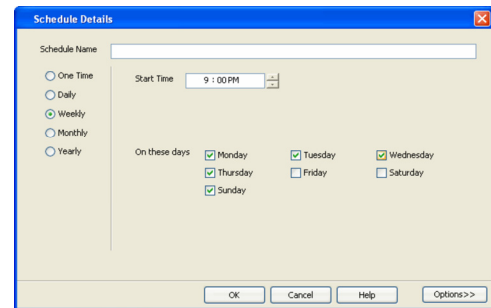 Schedule Details
Schedule Name
One Time
Start Time
9 : 00 PM
Daily
Weekly
Monthly
Yearly
On these days
Monday
Tuesday
Wednesday
Thursday
Friday
Saturday
Sunday
OK
Cancel
Help
Options>>